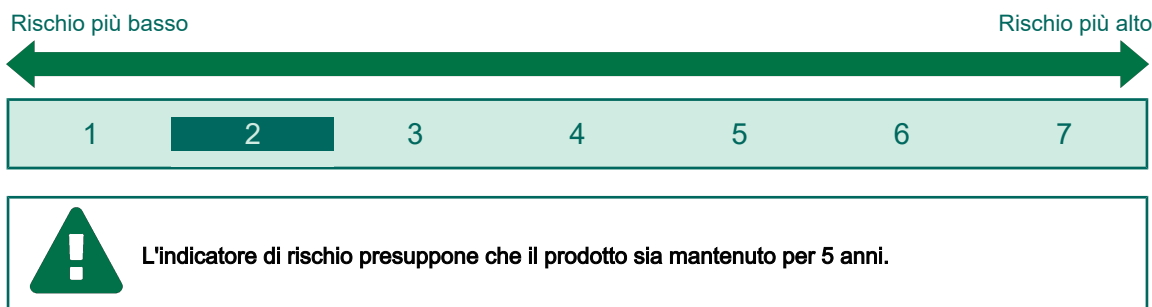 Rischio più basso Rischio più alto
1 2 3 4 5 6 7
L'indicatore di rischio presuppone che il prodotto sia mantenuto per 5 anni.